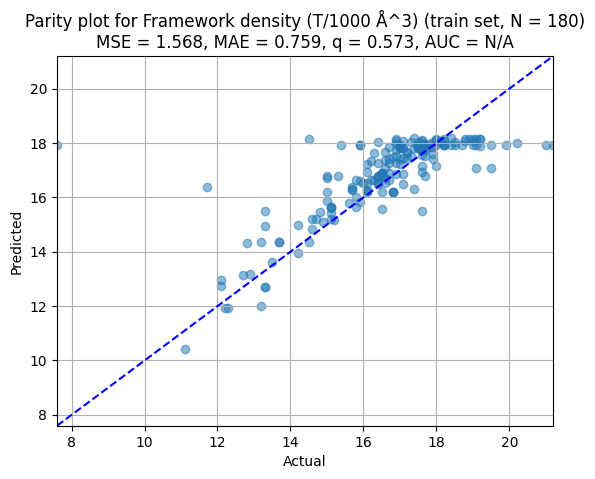 Parity plot for Framework density (T/1000 Å^3) (train set, N = 180)
MSE = 1.568, MAE = 0.759, q = 0.573, AUC = N/A
20
18
16
14
12
10
8
Predicted
8 10 12 14 16 18 20
Actual